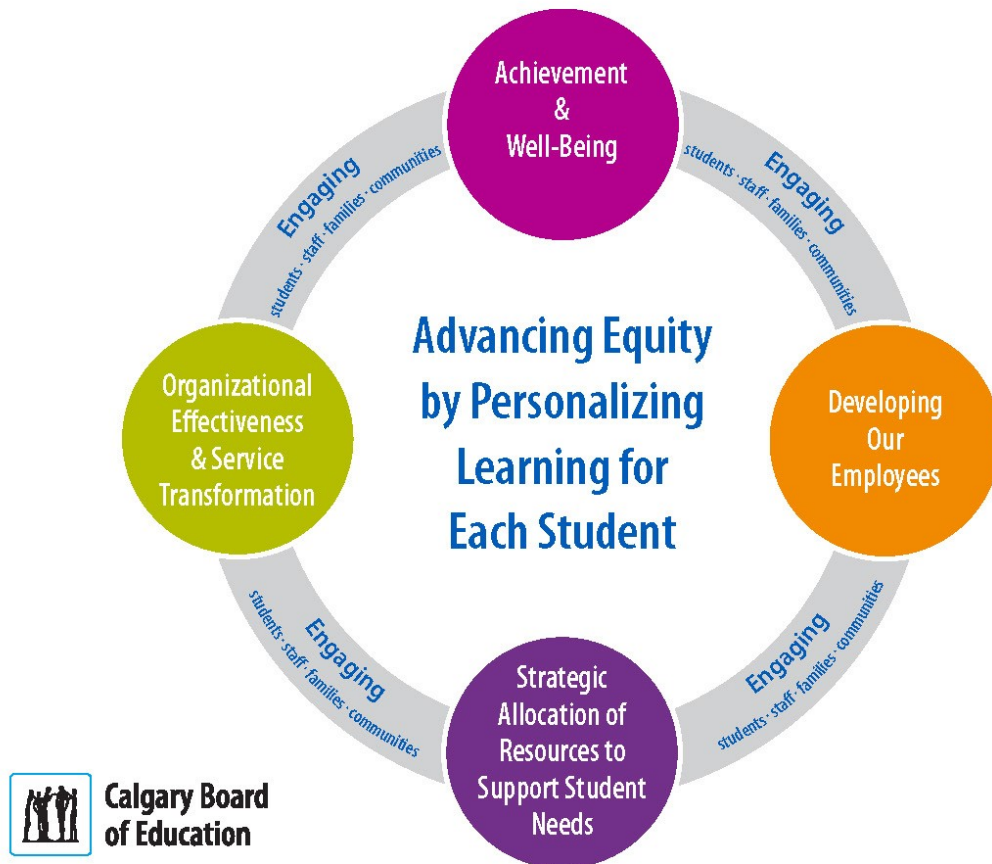 Achievement
&
Well-Being
Engaging
students · staff · families · communities
Engaging
students · staff · families · communities
Organizational
Effectiveness
& Service
Transformation
Advancing Equity
by Personalizing
Learning for
Each Student
Developing
Our
Employees
Engaging
students · staff · families · communities
Engaging
students · staff · families · communities
Strategic
Allocation of
Resources to
Support Student
Needs
Calgary Board
of Education